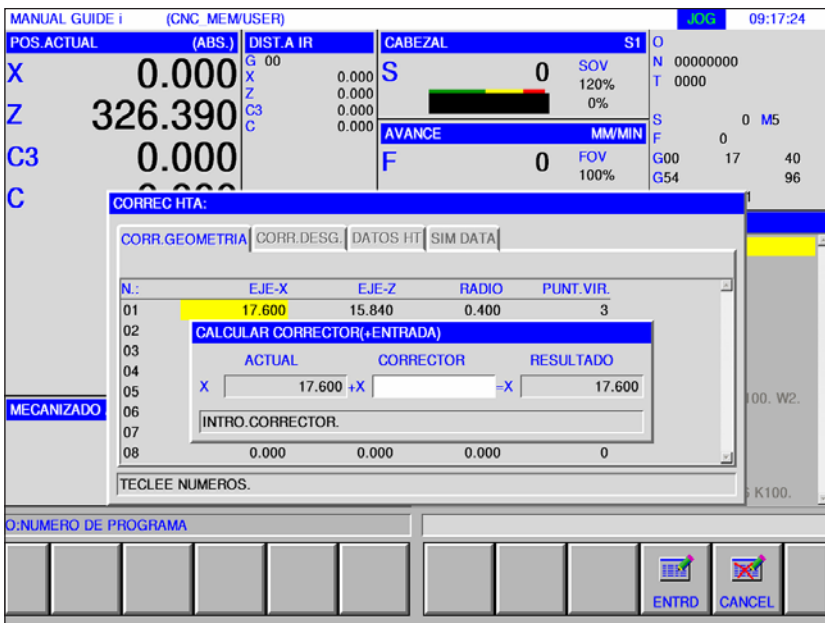 MANUAL GUIDE i (CNC_MEM/USER) JOG 09:17:24
POS.ACTUAL (ABS.) DIST.A IR CABEZAL S1 O
G 00 N 00000000
X 0.000 X 0.000 S 0 SOV 120% T 0000
Z 326.390 Z 0.000 0%
C3 0.000 S 0 M5
C 0.000 AVANCE MM/MIN F 0
C3 0.000 F 0 FOV 100% G00 17 40
G54 96
C
CORREC HTA:
CORR.GEOMETRIA CORR.DESG. DATOS HT SIM DATA
N.: EJE-X EJE-Z RADIO PUNT.VIR.
01 17.600 15.840 0.400 3
02
CALCULAR CORRECTOR(+ENTRADA)
03
ACTUAL CORRECTOR RESULTADO
04
X 17.600 +X =X 17.600
05
100. W2.
MECANIZADO
06
INTRO.CORRECTOR.
07
08 0.000 0.000 0.000 0
TECLEE NUMEROS.
K100.
O:NUMERO DE PROGRAMA
ENTRD CANCEL